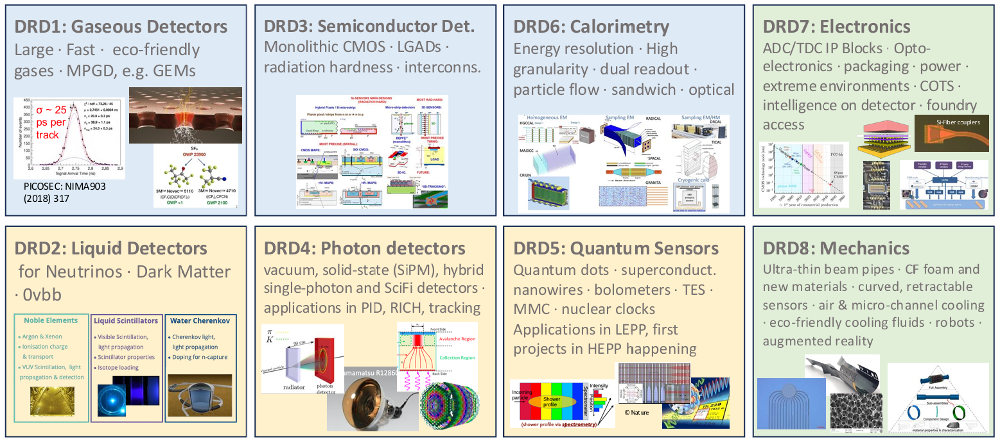 DRD1: Gaseous Detectors
Large · Fast · eco-friendly
gases · MPGD, e.g. GEMs
σ ~ 25
ps per
track
Number of events
Signal Arrival Time (ns)
SF₆
GWP 23900
3M™ Novec™ 5110
3M™ Novec™ 4710
GWP <1
GWP 2100
PICOSEC: NIMA903
(2018) 317
DRD3: Semiconductor Det.
Monolithic CMOS · LGADs ·
radiation hardness · interconns.
Si-SENSORS MAIN DESIGNS
(RADIATION HARD):
Hybrid Pixels / Si-microstrip:
Planar pixel / strips from n-in-n → n-in-p
Micro-strip detectors
planar
MOST RAD-HARD:
3D-SENSORS:
3D
MOST PRECISE (SPATIAL):
CMOS MAPS:
SOI CMOS:
DEPFET
(monolithic):
MOST PRECISE
TIMING:
LGAD
3D-IC:
FUTURE:
HV- MAPS:
HR- MAPS:
"5D-TRACKING":
DRD6: Calorimetry
Energy resolution · High
granularity · dual readout ·
particle flow · sandwich · optical
Homogeneous EM
Sampling EM
Sampling EM/HM
HGCCAL
RADICAL
DRCAL
MAXICC
TICAL
SPACAL
CRILIN
GRANITA
Cryogenic calo
DRD7: Electronics
ADC/TDC IP Blocks · Opto-
electronics · packaging · power ·
extreme environments · COTS ·
intelligence on detector · foundry
access
Si-Fiber couplers
CMOS technology node [nm]
FCC-hh
~ 1st year of commercial production
CERN
DRD2: Liquid Detectors
for Neutrinos · Dark Matter
· 0vbb
Noble Elements
• Argon & Xenon
• Ionisation charge
& transport
• VUV Scintillation, light
propagation & detection
Liquid Scintillators
• Visible Scintillation,
light propagation
• Scintillator properties
• Isotope loading
Water Cherenkov
• Cherenkov light,
light propagation
• Doping for n-capture
DRD4: Photon detectors
vacuum, solid-state (SiPM), hybrid
single-photon and SciFi detectors ·
applications in PID, RICH, tracking
π
K
20 cm
charged particle
radiator
photon
detector
amamatsu R12860
Front Side
Avalanche Region
Collection Region
Back Side
DRD5: Quantum Sensors
Quantum dots · superconduct.
nanowires · bolometers · TES ·
MMC · nuclear clocks
Applications in LEPP, first
projects in HEPP happening
Incoming
particle
Shower
profile
Spectrometer
Intensity
Position
(shower profile via spectrometry)
© Nature
Th 229
DRD8: Mechanics
Ultra-thin beam pipes · CF foam and
new materials · curved, retractable
sensors · air & micro-channel cooling
· eco-friendly cooling fluids · robots ·
augmented reality
Full Assembly
Sub-assemblies
Component Design
material properties & characterization